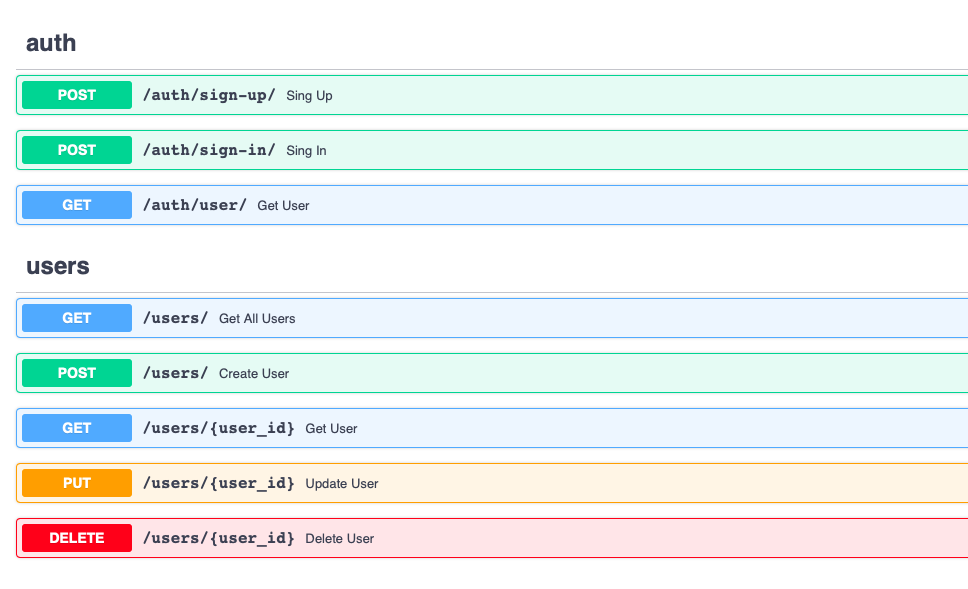 auth
POST /auth/sign-up/ Sing Up
POST /auth/sign-in/ Sing In
GET /auth/user/ Get User
users
GET /users/ Get All Users
POST /users/ Create User
GET /users/{user_id} Get User
PUT /users/{user_id} Update User
DELETE /users/{user_id} Delete User